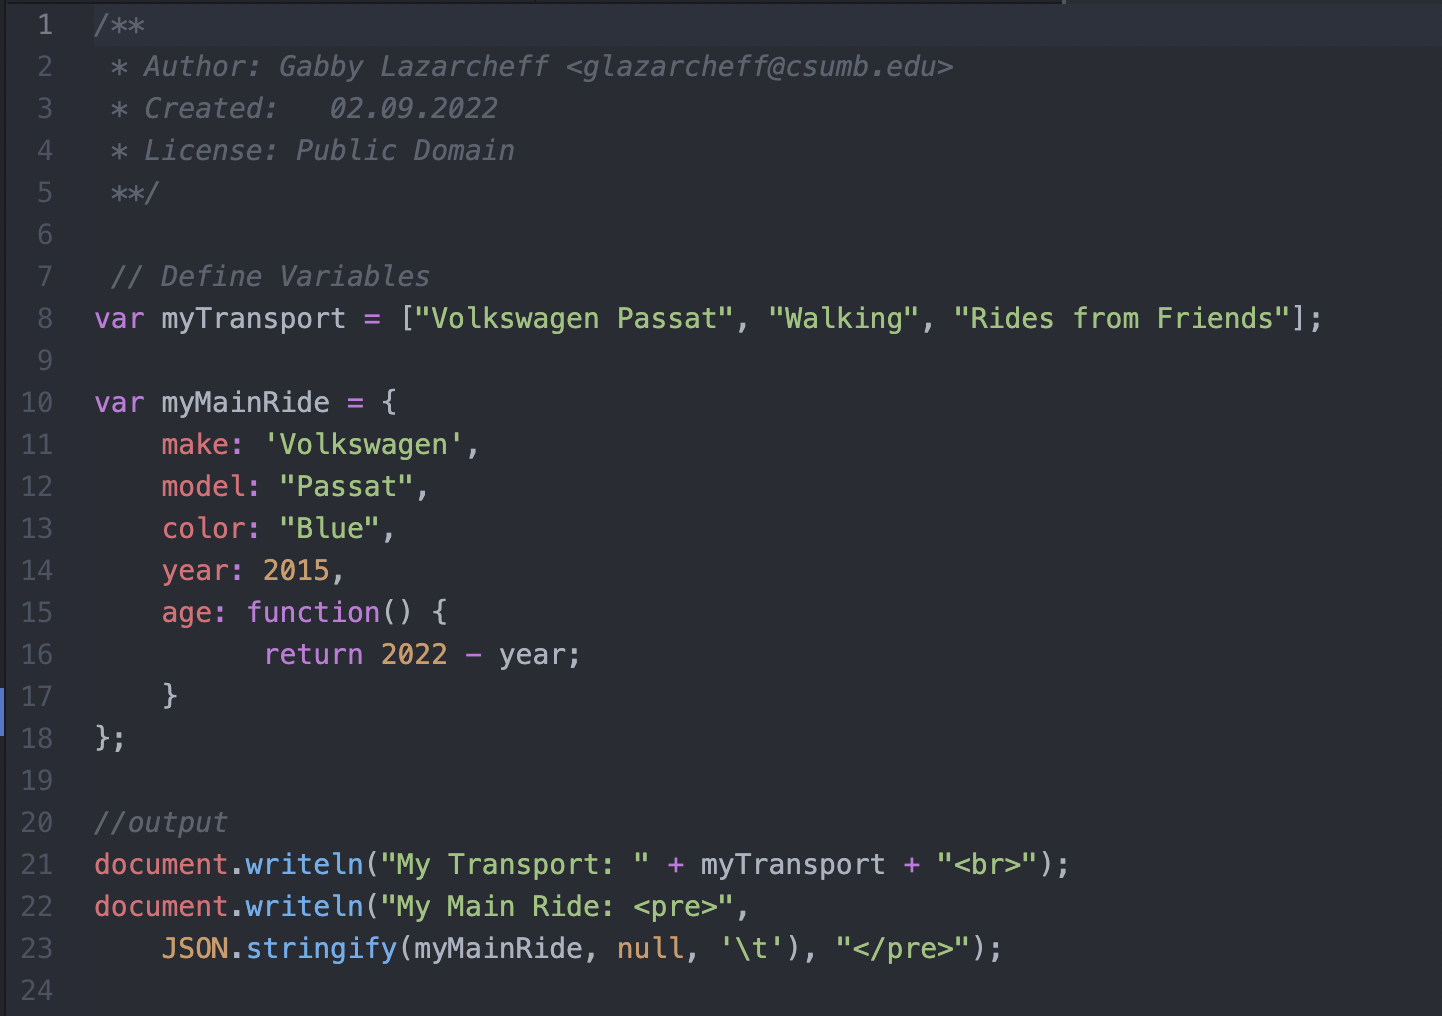 1 /**
2  * Author: Gabby Lazarcheff <glazarcheff@csumb.edu>
3  * Created:   02.09.2022
4  * License: Public Domain
5  **/
6
7  // Define Variables
8 var myTransport = ["Volkswagen Passat", "Walking", "Rides from Friends"];
9
10 var myMainRide = {
11     make: 'Volkswagen',
12     model: "Passat",
13     color: "Blue",
14     year: 2015,
15     age: function() {
16           return 2022 - year;
17     }
18 };
19
20 //output
21 document.writeln("My Transport: " + myTransport + "<br>");
22 document.writeln("My Main Ride: <pre>",
23     JSON.stringify(myMainRide, null, '\t'), "</pre>");
24